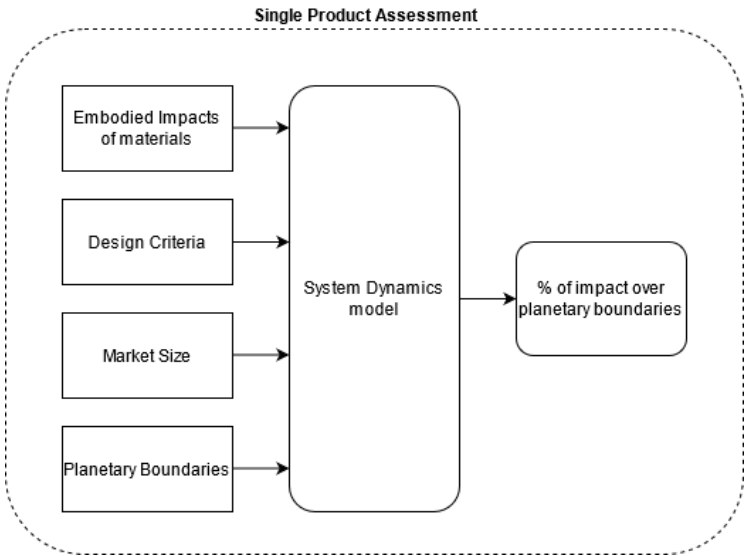 Single Product Assessment
Embodied Impacts
of materials
Design Criteria
Market Size
Planetary Boundaries
System Dynamics
model
% of impact over
planetary boundaries